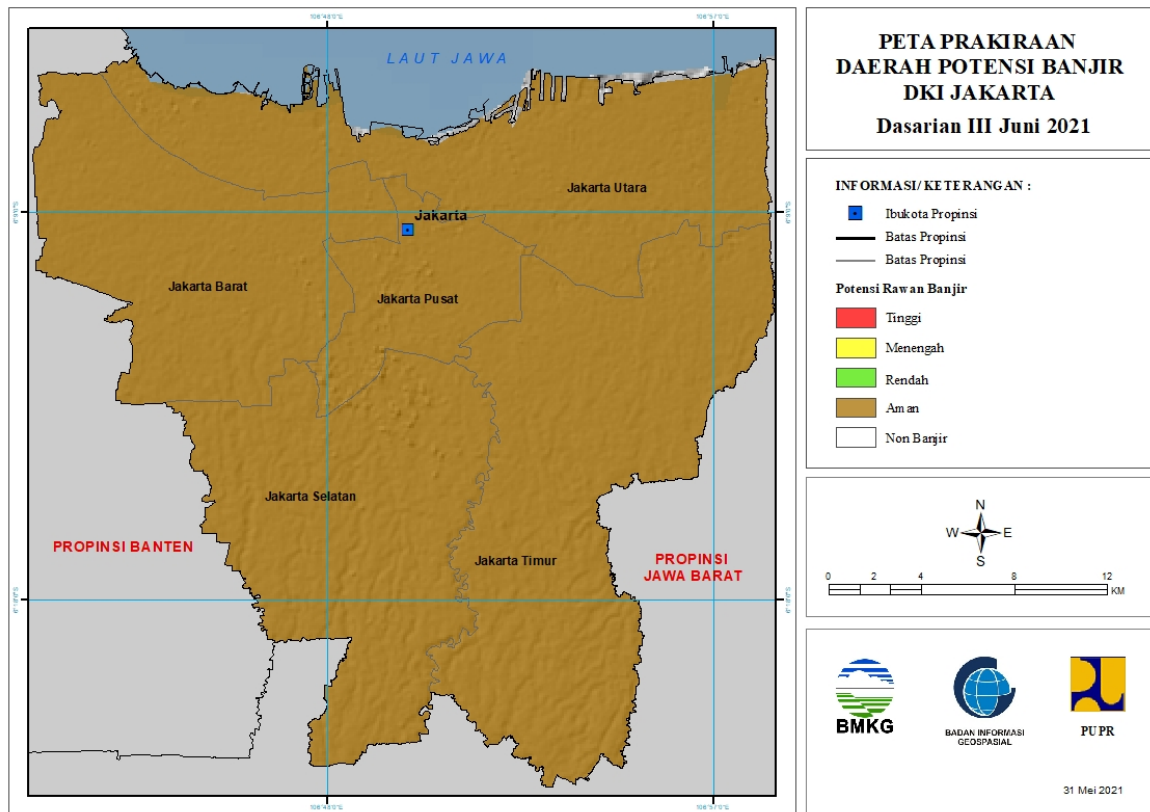 PETA PRAKIRAAN
DAERAH POTENSI BANJIR
DKI JAKARTA
Dasarian III Juni 2021
LAUT JAWA
Jakarta Utara
Jakarta
Jakarta Barat
Jakarta Pusat
Jakarta Selatan
Jakarta Timur
PROPINSI BANTEN
PROPINSI
JAWA BARAT
INFORMASI/KETERANGAN :
Ibukota Propinsi
Batas Propinsi
Batas Propinsi
Potensi Rawan Banjir
Tinggi
Menengah
Rendah
Aman
Non Banjir
N
W E
S
0 2 4 8 12
KM
BMKG
BADAN INFORMASI
GEOSPASIAL
PUPR
31 Mei 2021